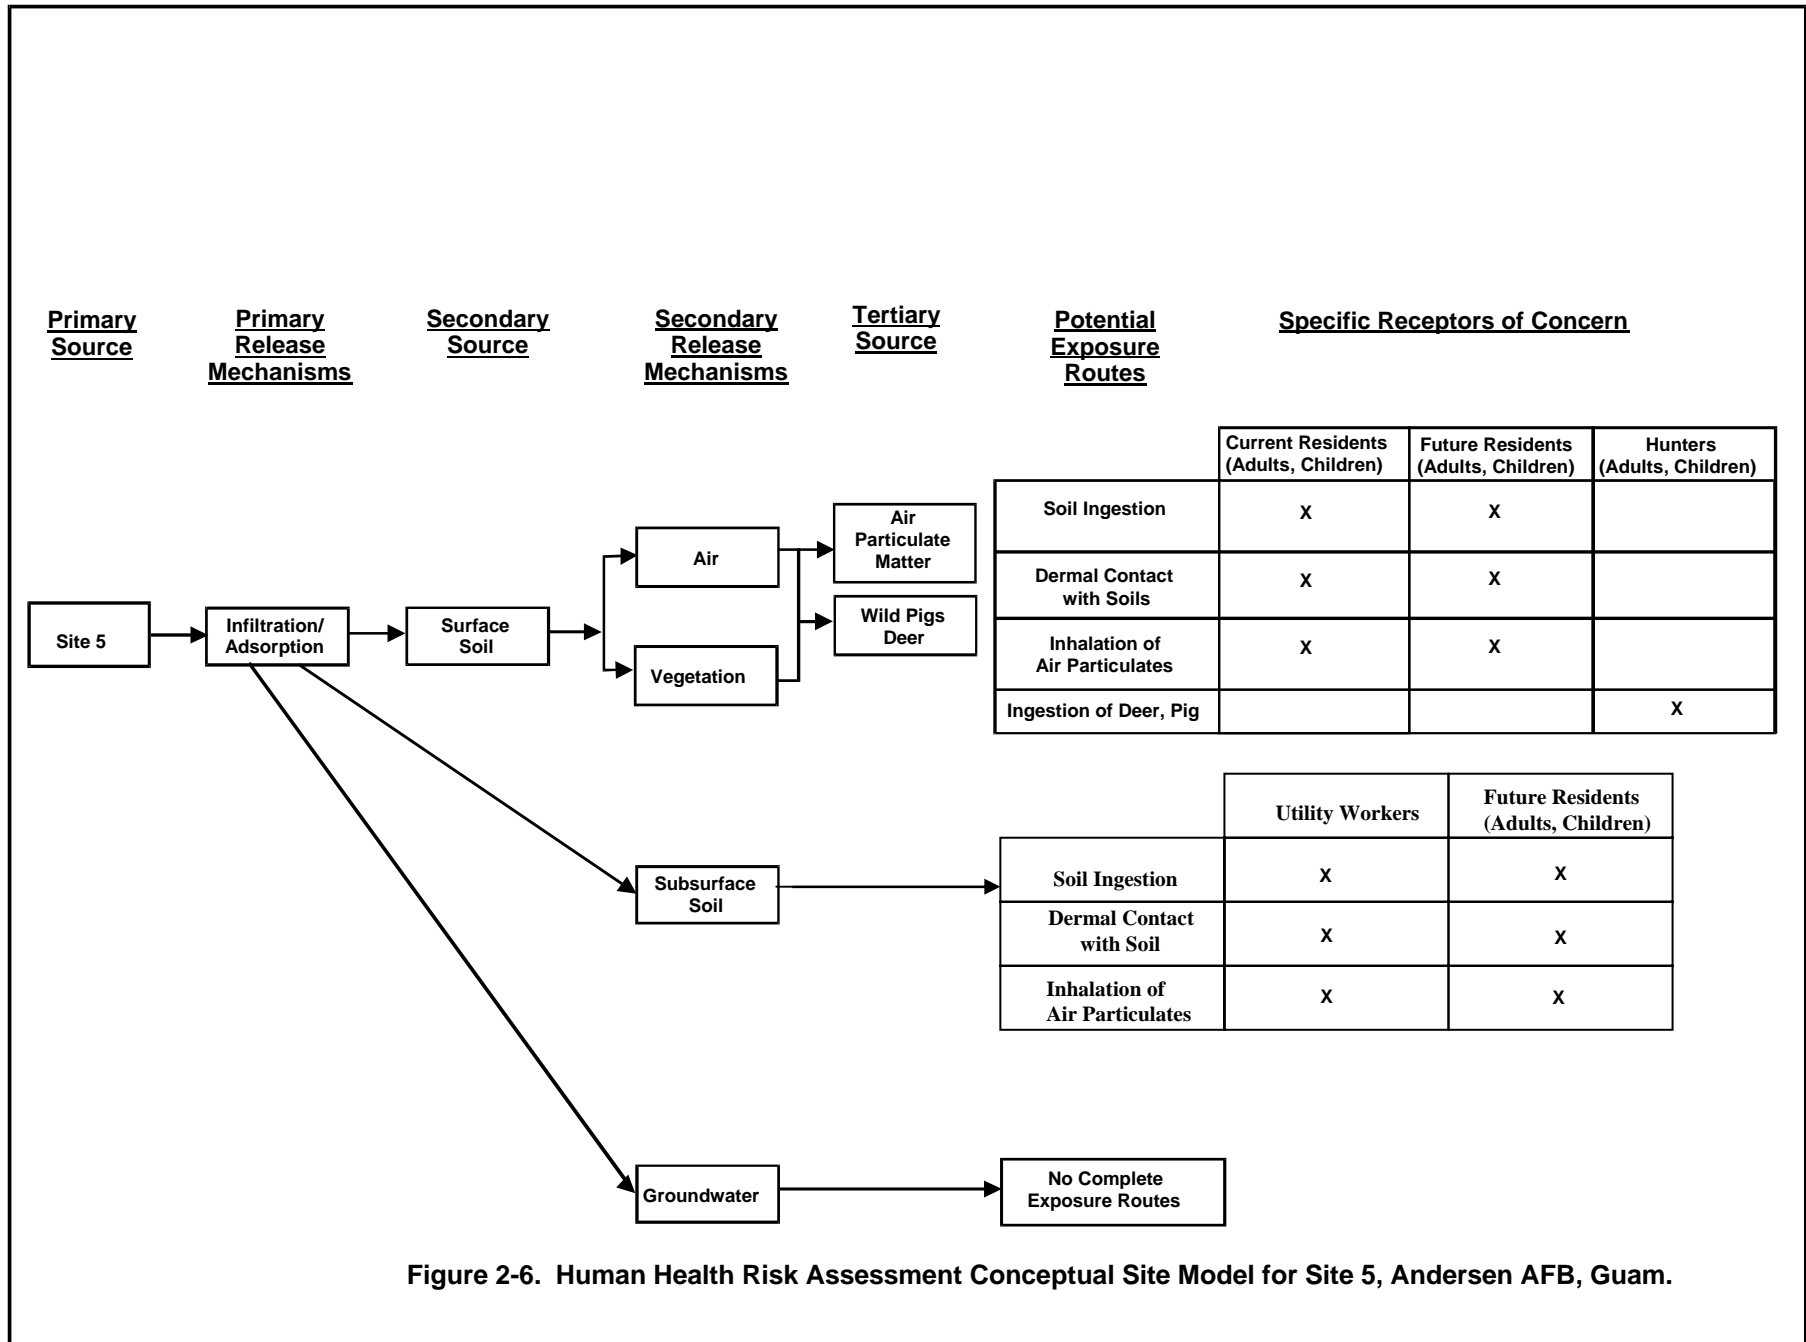 Primary
Source
Primary
Release
Mechanisms
Secondary
Source
Secondary
Release
Mechanisms
Tertiary
Source
Potential
Exposure
Routes
Specific Receptors of Concern
Current Residents
(Adults, Children)
Future Residents
(Adults, Children)
Hunters
(Adults, Children)
Soil Ingestion
X
X
Dermal Contact
with Soils
X
X
Inhalation of
Air Particulates
X
X
Ingestion of Deer, Pig
X
Site 5
Infiltration/
Adsorption
Surface
Soil
Air
Vegetation
Air
Particulate
Matter
Wild Pigs
Deer
Utility Workers
Future Residents
(Adults, Children)
Subsurface
Soil
Soil Ingestion
X
X
Dermal Contact
with Soil
X
X
Inhalation of
Air Particulates
X
X
Groundwater
No Complete
Exposure Routes
Figure 2-6. Human Health Risk Assessment Conceptual Site Model for Site 5, Andersen AFB, Guam.